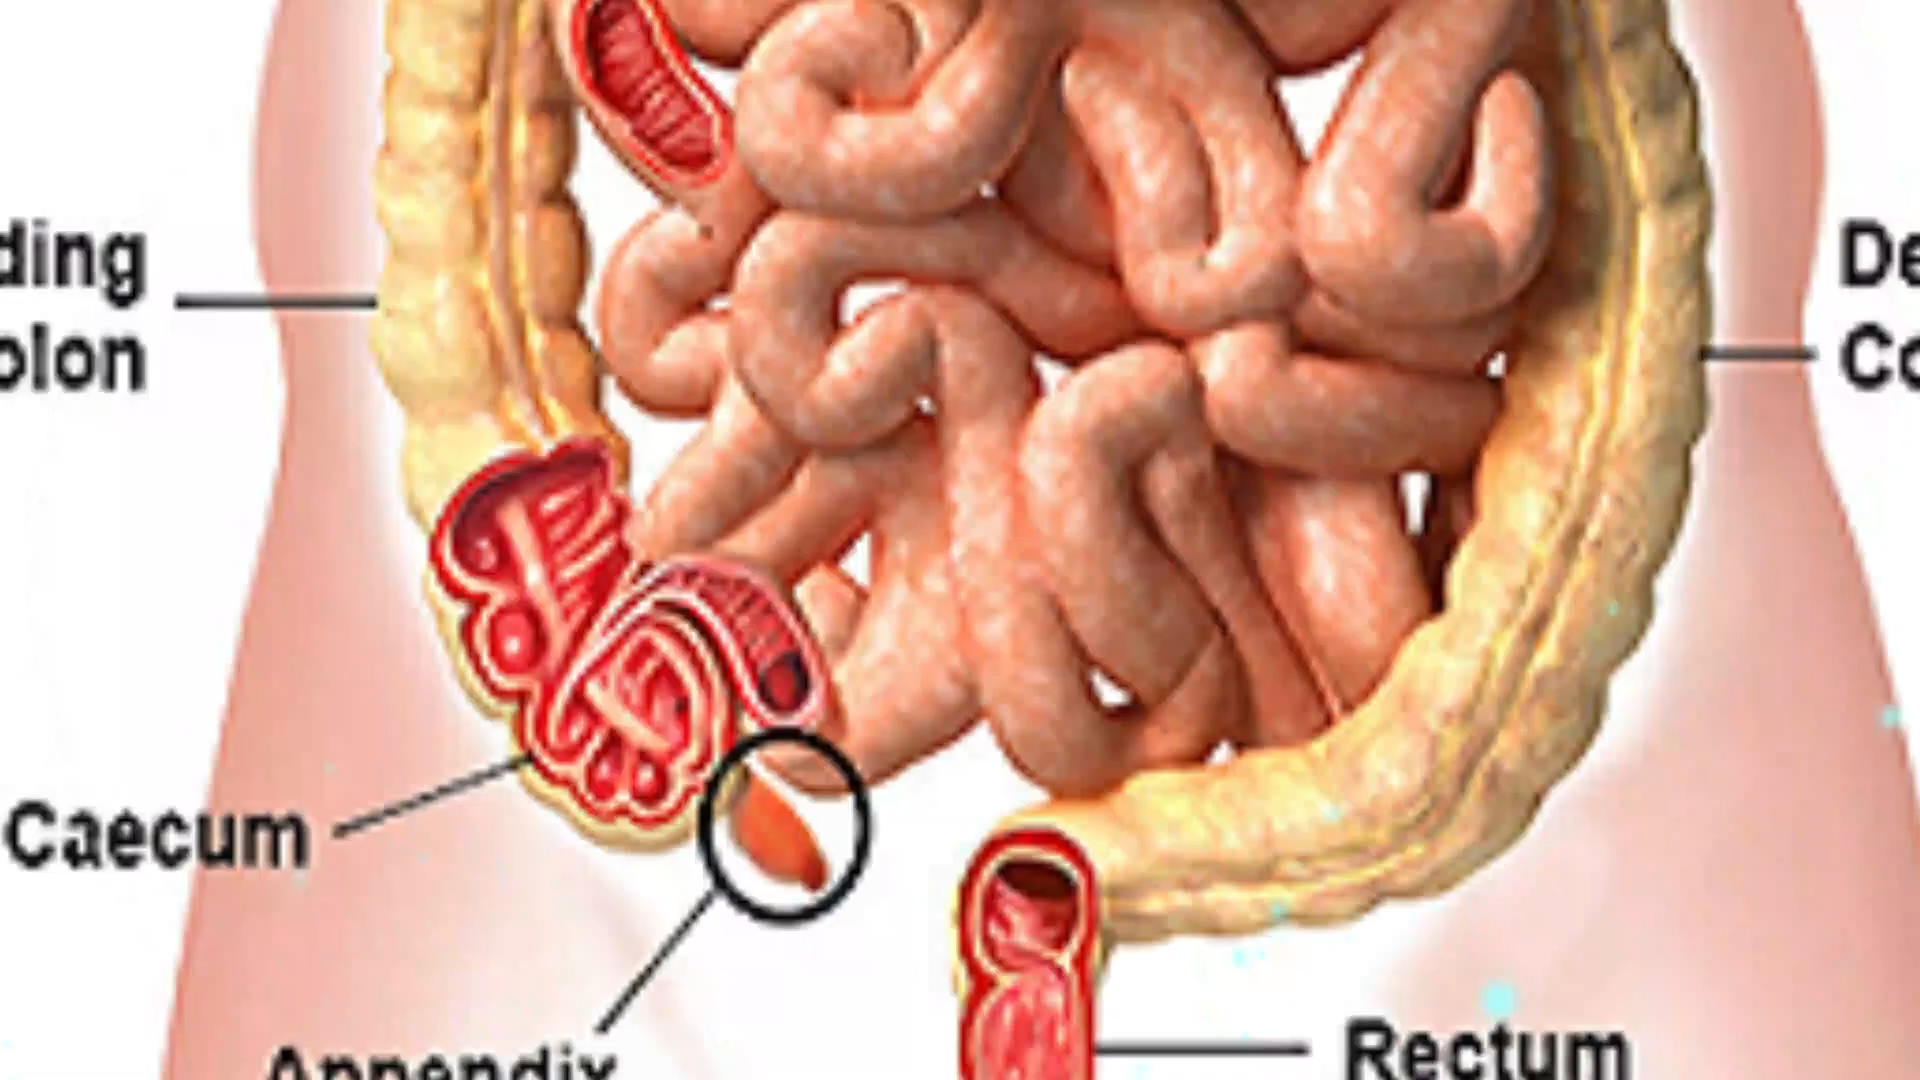 ding
olon
De
Co
Caecum
Appendix
Rectum